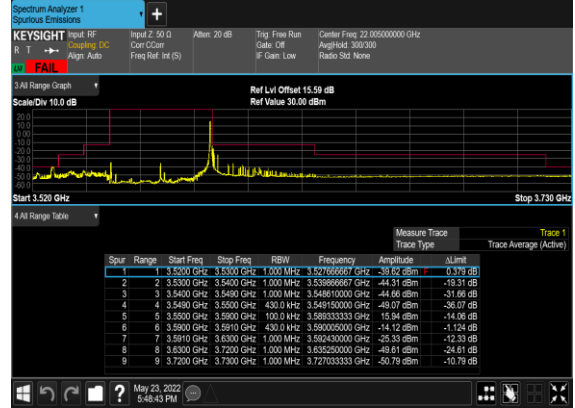 Spectrum Analyzer 1
Spurious Emissions
+
KEYSIGHT Input: RF Input Z: 50 Ω Atten: 20 dB Trig: Free Run Center Freq: 22.005000000 GHz
R T Coupling: DC Corr CCorr Gate: Off Avg|Hold: 300/300
Align: Auto Freq Ref: Int (S) IF Gain: Low Radio Std: None
LV FAIL
3 All Range Graph
Ref Lvl Offset 15.59 dB
Scale/Div 10.0 dB Ref Value 30.00 dBm
20.0
10.0
0.00
-10.0
-20.0
-30.0
-40.0
-50.0
-60.0
Start 3.520 GHz Stop 3.730 GHz
4 All Range Table
Measure Trace Trace 1
Trace Type Trace Average (Active)
Spur Range Start Freq Stop Freq RBW Frequency Amplitude ΔLimit
1 1 3.5200 GHz 3.5300 GHz 1.000 MHz 3.527666667 GHz -39.62 dBm F 0.379 dB
2 2 3.5300 GHz 3.5400 GHz 1.000 MHz 3.539866667 GHz -44.31 dBm -19.31 dB
3 3 3.5400 GHz 3.5490 GHz 1.000 MHz 3.548610000 GHz -44.66 dBm -31.66 dB
4 4 3.5490 GHz 3.5500 GHz 430.0 kHz 3.549150000 GHz -49.07 dBm -36.07 dB
5 5 3.5500 GHz 3.5900 GHz 100.0 kHz 3.589333333 GHz 15.94 dBm -14.06 dB
6 6 3.5900 GHz 3.5910 GHz 430.0 kHz 3.590005000 GHz -14.12 dBm -1.124 dB
7 7 3.5910 GHz 3.6300 GHz 1.000 MHz 3.592430000 GHz -25.33 dBm -12.33 dB
8 8 3.6300 GHz 3.7200 GHz 1.000 MHz 3.635250000 GHz -49.61 dBm -24.61 dB
9 9 3.7200 GHz 3.7300 GHz 1.000 MHz 3.727033333 GHz -50.79 dBm -10.79 dB
? May 23, 2022
5:48:43 PM